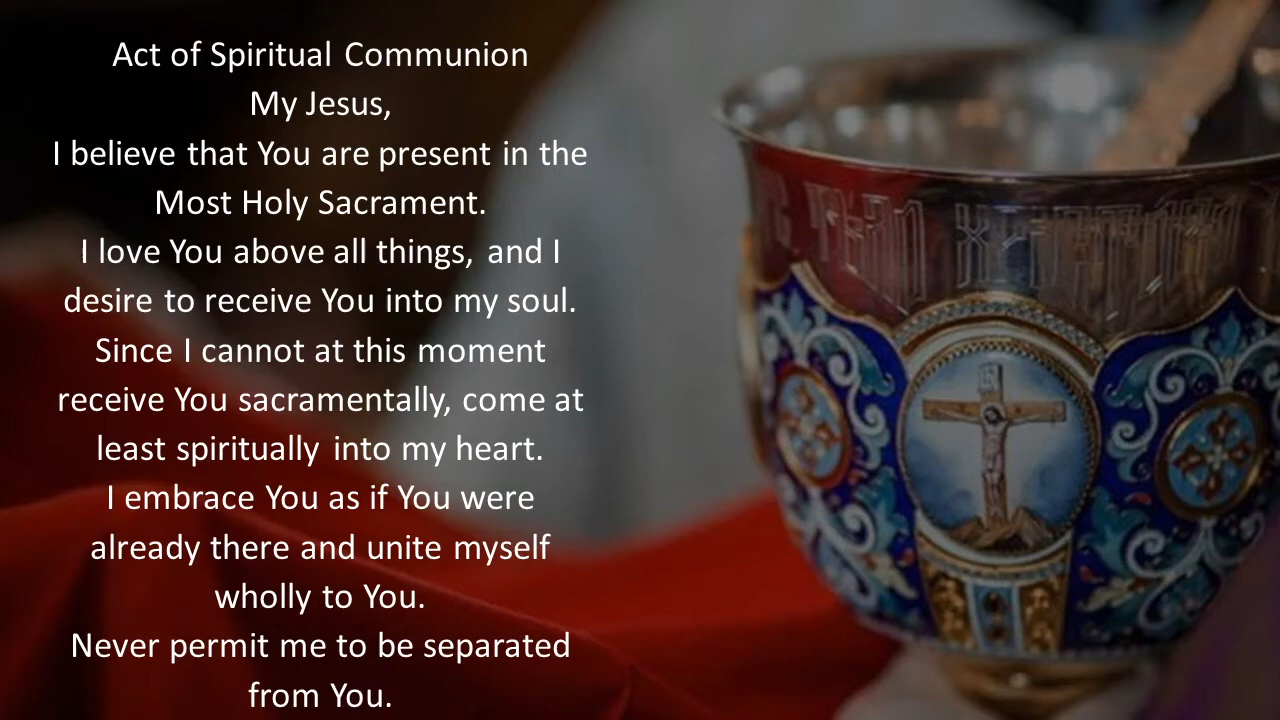 Act of Spiritual Communion
My Jesus,
I believe that You are present in the
Most Holy Sacrament.
I love You above all things, and I
desire to receive You into my soul.
Since I cannot at this moment
receive You sacramentally, come at
least spiritually into my heart.
I embrace You as if You were
already there and unite myself
wholly to You.
Never permit me to be separated
from You.